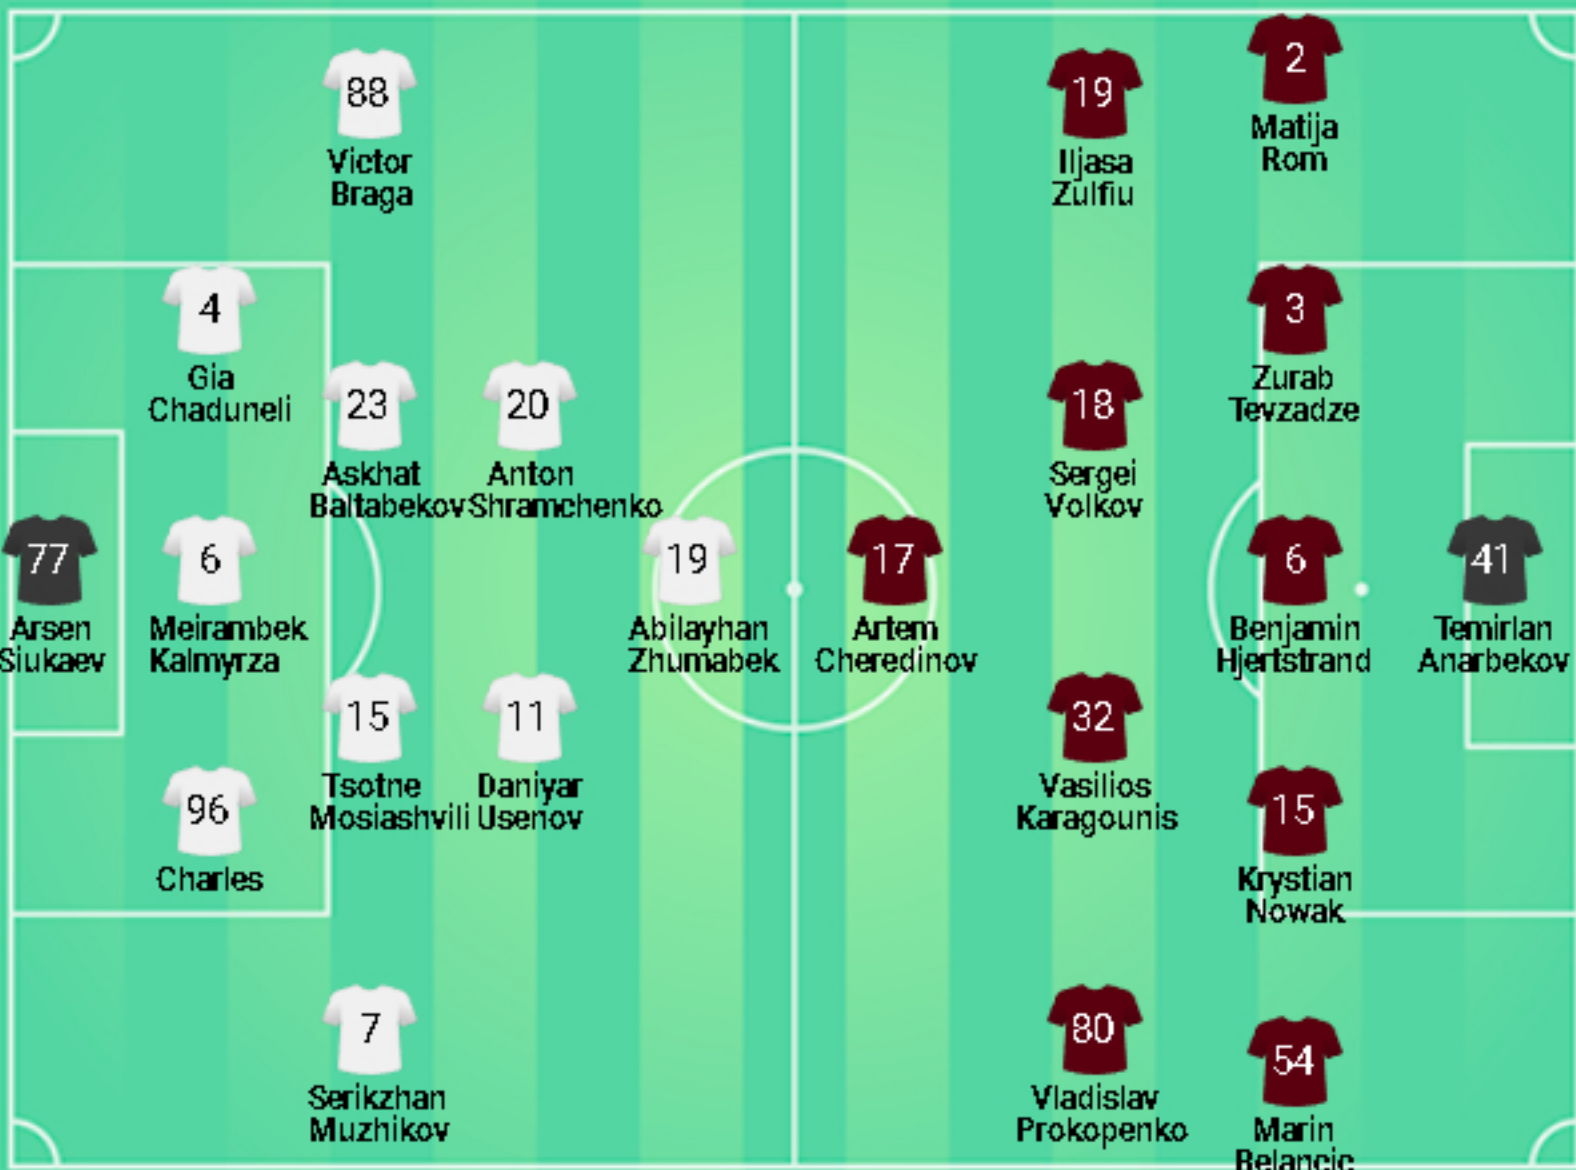 88
Victor
Braga
4
Gia
Chaduneli
23
Askhat
Baltabekov
20
Anton
Shramchenko
77
Arsen
Siukaev
6
Meirambek
Kalmyrza
19
Abilayhan
Zhumabek
15
Tsotne
Mosiashvili
11
Daniyar
Usenov
96
Charles
7
Serikzhan
Muzhikov
19
Iljasa
Zulfiu
2
Matija
Rom
18
Sergei
Volkov
3
Zurab
Tevzadze
17
Artem
Cheredinov
6
Benjamin
Hjertstrand
41
Temirlan
Anarbekov
32
Vasilios
Karagounis
15
Krystian
Nowak
80
Vladislav
Prokopenko
54
Marin
Belancic